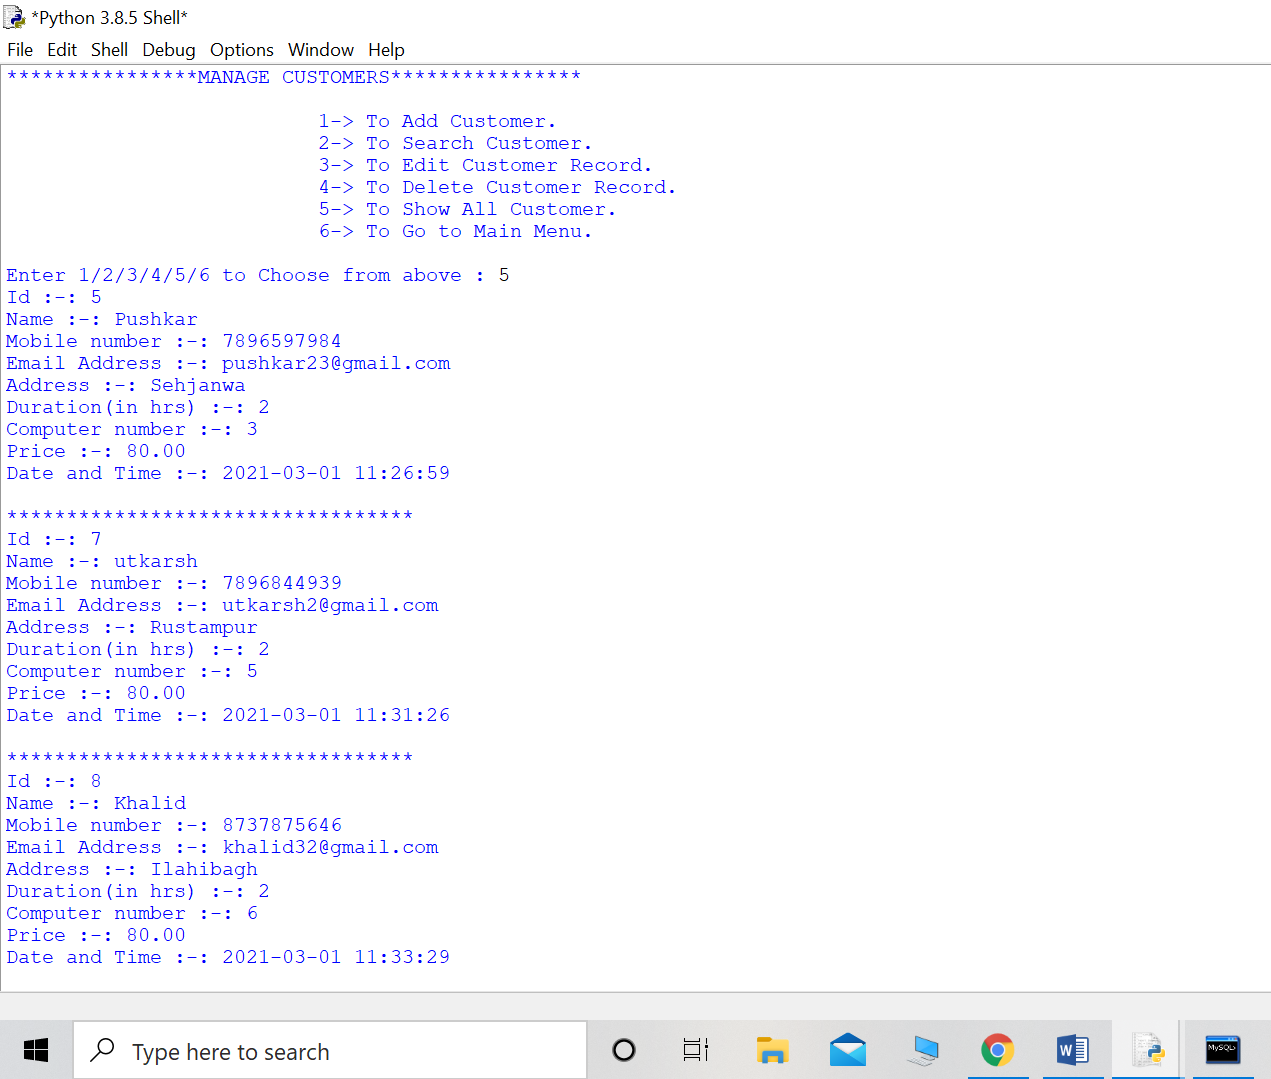 *Python 3.8.5 Shell*
File Edit Shell Debug Options Window Help
****************MANAGE CUSTOMERS****************
1-> To Add Customer.
2-> To Search Customer.
3-> To Edit Customer Record.
4-> To Delete Customer Record.
5-> To Show All Customer.
6-> To Go to Main Menu.
Enter 1/2/3/4/5/6 to Choose from above : 5
Id :-: 5
Name :-: Pushkar
Mobile number :-: 7896597984
Email Address :-: pushkar23@gmail.com
Address :-: Sehjanwa
Duration(in hrs) :-: 2
Computer number :-: 3
Price :-: 80.00
Date and Time :-: 2021-03-01 11:26:59
**********************************
Id :-: 7
Name :-: utkarsh
Mobile number :-: 7896844939
Email Address :-: utkarsh2@gmail.com
Address :-: Rustampur
Duration(in hrs) :-: 2
Computer number :-: 5
Price :-: 80.00
Date and Time :-: 2021-03-01 11:31:26
**********************************
Id :-: 8
Name :-: Khalid
Mobile number :-: 8737875646
Email Address :-: khalid32@gmail.com
Address :-: Ilahibagh
Duration(in hrs) :-: 2
Computer number :-: 6
Price :-: 80.00
Date and Time :-: 2021-03-01 11:33:29
Type here to search
W
MySQL>